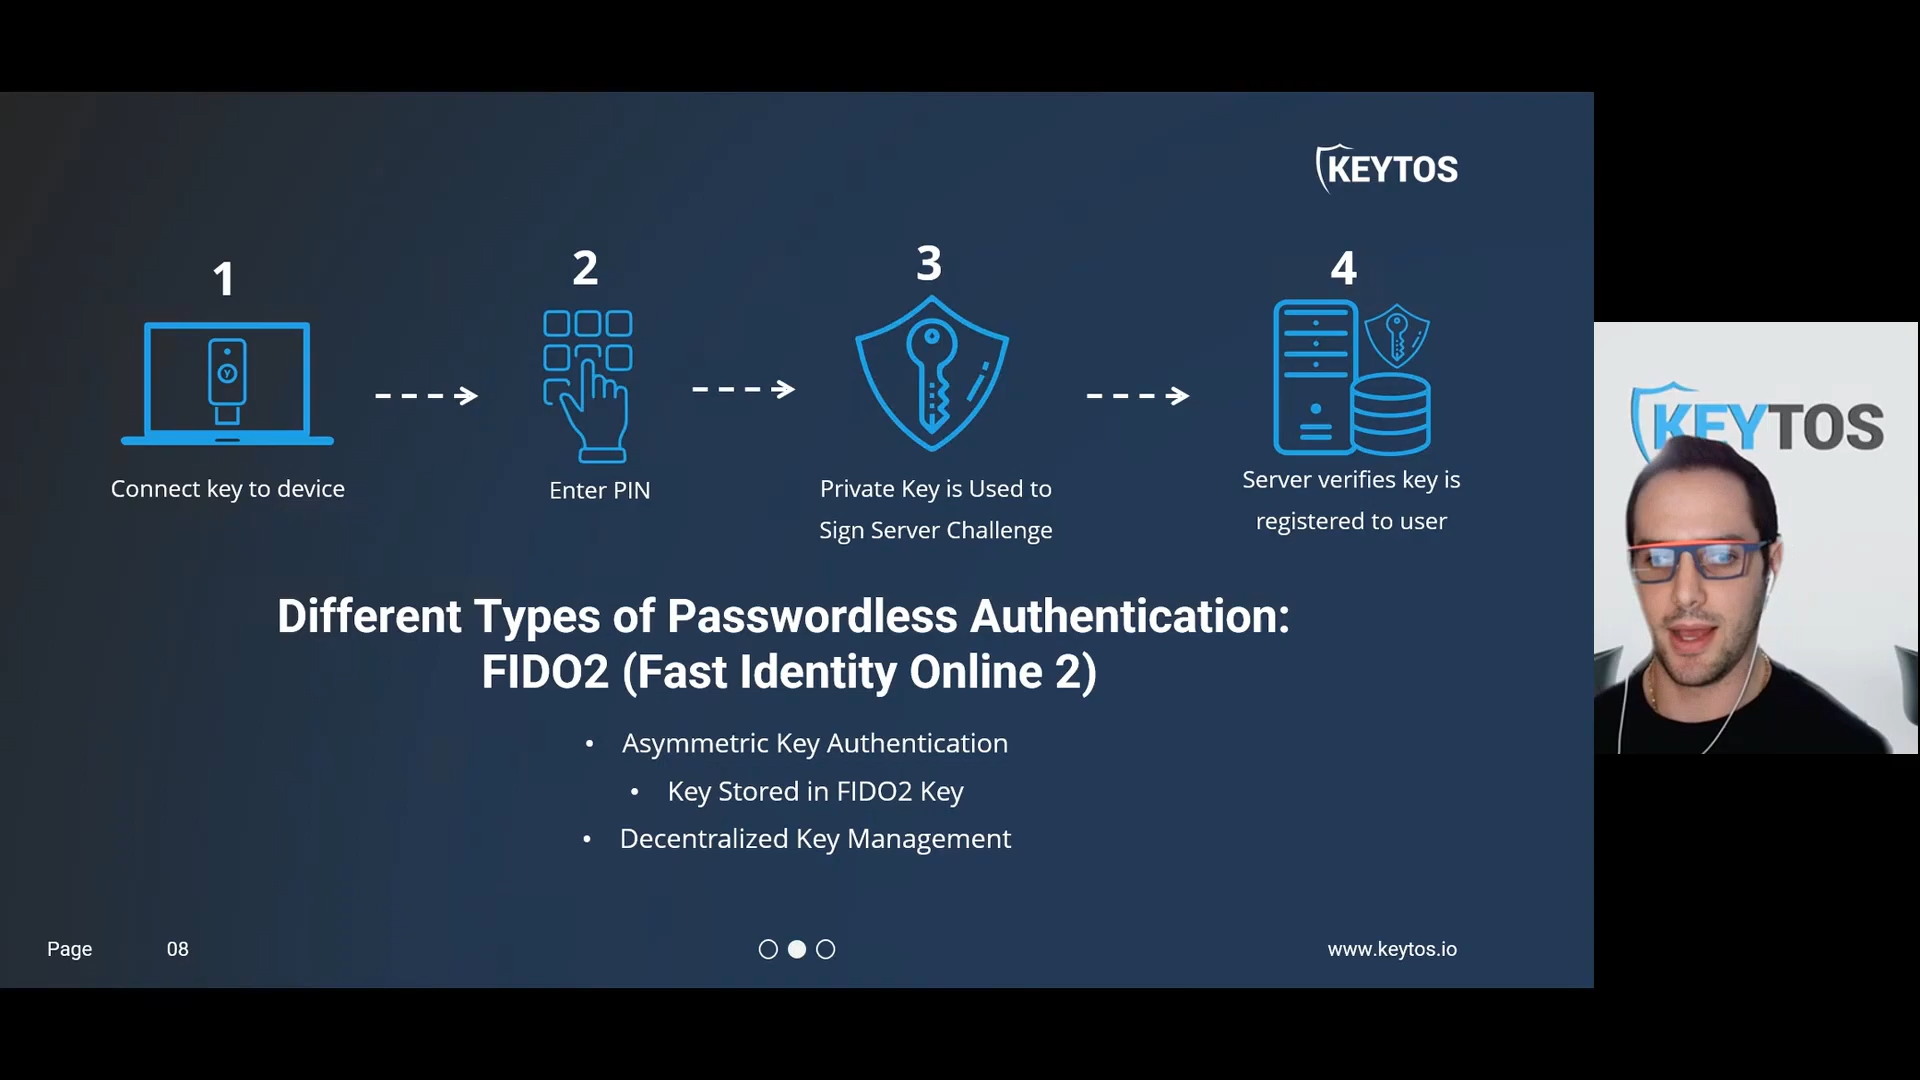 KEYTOS
1
2
3
4
Y
Connect key to device
Enter PIN
Private Key is Used to
Sign Server Challenge
Server verifies key is
registered to user
KEYTOS
Different Types of Passwordless Authentication:
FIDO2 (Fast Identity Online 2)
• Asymmetric Key Authentication
• Key Stored in FIDO2 Key
• Decentralized Key Management
Page 08
www.keytos.io